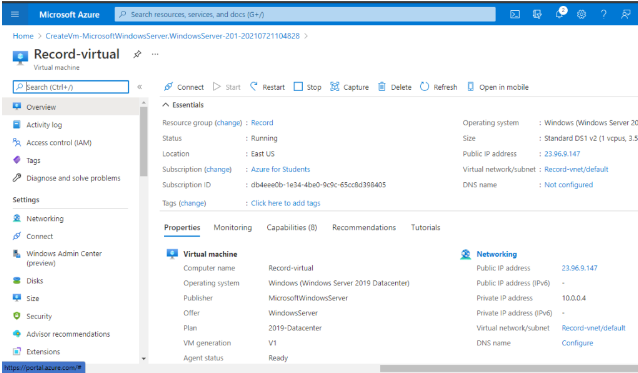 Microsoft Azure
Search resources, services, and docs (G+/)
2
Home > CreateVm-MicrosoftWindowsServer.WindowsServer-201-20210721104828 >
Record-virtual
Virtual machine
Search (Ctrl+/)
Connect
Start
Restart
Stop
Capture
Delete
Refresh
Open in mobile
Overview
Activity log
Access control (IAM)
Tags
Diagnose and solve problems
Settings
Networking
Connect
Windows Admin Center
(preview)
Disks
Size
Security
Advisor recommendations
Extensions
https://portal.azure.com/#
Essentials
Resource group (change) : Record
Status : Running
Location : East US
Subscription (change) : Azure for Students
Subscription ID : db4eee0b-1e34-4be0-9c9c-65cc8d398405
Tags (change) : Click here to add tags
Operating system : Windows (Windows Server 20
Size : Standard DS1 v2 (1 vcpus, 3.5
Public IP address : 23.96.9.147
Virtual network/subnet : Record-vnet/default
DNS name : Not configured
Properties Monitoring Capabilities (8) Recommendations Tutorials
Virtual machine
Computer name Record-virtual
Operating system Windows (Windows Server 2019 Datacenter)
Publisher MicrosoftWindowsServer
Offer WindowsServer
Plan 2019-Datacenter
VM generation V1
Agent status Ready
Networking
Public IP address 23.96.9.147
Public IP address (IPv6) -
Private IP address 10.0.0.4
Private IP address (IPv6) -
Virtual network/subnet Record-vnet/default
DNS name Configure